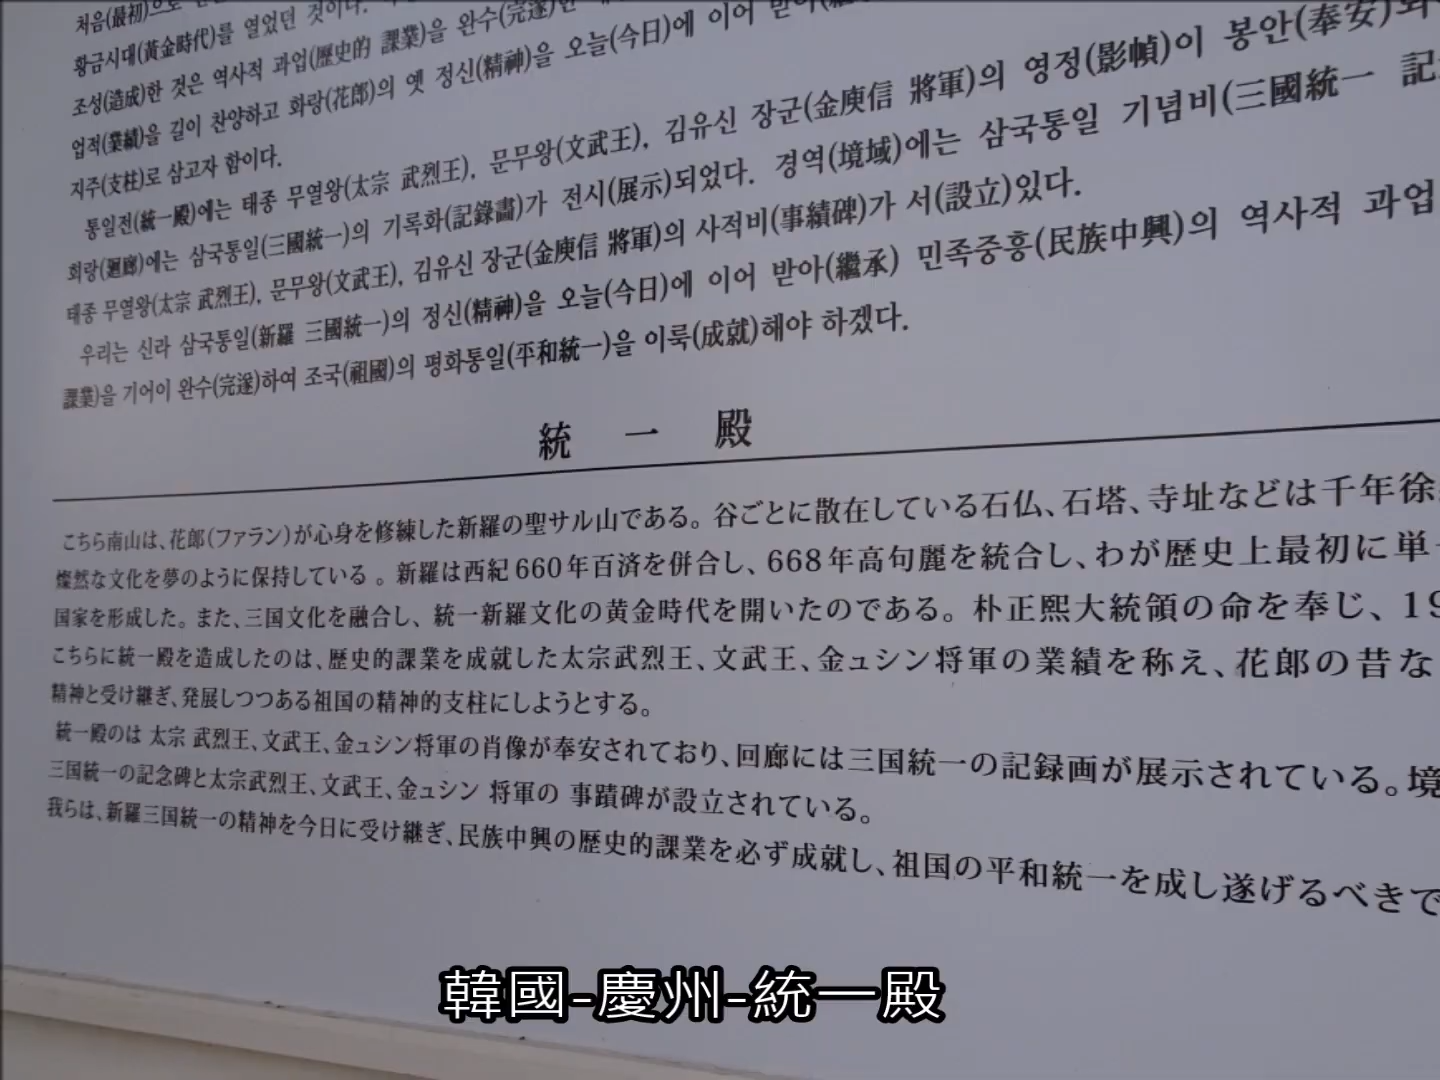 처음(最初)으로
황금시대(黃金時代)를 열었던 것이다.
조성(造成)한 것은 역사적 과업(歷史的 課業)을 완수(完遂)한
업적(業績)을 길이 찬양하고 화랑(花郎)의 옛 정신(精神)을 오늘(今日)에 이어 받아
지주(支柱)로 삼고자 함이다.
통일전(統一殿)에는 태종 무열왕(太宗 武烈王), 문무왕(文武王), 김유신 장군(金庾信 將軍)의 영정(影幀)이 봉안(奉安)되
회랑(廻廊)에는 삼국통일(三國統一)의 기록화(記錄畵)가 전시(展示)되었다. 경역(境域)에는 삼국통일 기념비(三國統一 記
태종 무열왕(太宗 武烈王), 문무왕(文武王), 김유신 장군(金庾信 將軍)의 사적비(事績碑)가 서(設立)있다.
우리는 신라 삼국통일(新羅 三國統一)의 정신(精神)을 오늘(今日)에 이어 받아(繼承) 민족중흥(民族中興)의 역사적 과업
課業)을 기어이 완수(完遂)하여 조국(祖國)의 평화통일(平和統一)을 이룩(成就)해야 하겠다.
統 一 殿
こちら南山は、花郎(ファラン)が心身を修練した新羅の聖サル山である。谷ごとに散在している石仏、石塔、寺址などは千年徐
燦然な文化を夢のように保持している 。新羅は西紀660年百済を併合し、668年高句麗を統合し、わが歴史上最初に単
国家を形成した。また、三国文化を融合し、統一新羅文化の黄金時代を開いたのである。朴正熙大統領の命を奉じ、19
こちらに統一殿を造成したのは、歴史的課業を成就した太宗武烈王、文武王、金ュシン将軍の業績を称え、花郎の昔な
精神と受け継ぎ、発展しつつある祖国の精神的支柱にしようとする。
統一殿のは 太宗 武烈王、文武王、金ュシン将軍の肖像が奉安されており、回廊には三国統一の記録画が展示されている。境
三国統一の記念碑と太宗武烈王、文武王、金ュシン 将軍の 事蹟碑が設立されている。
我らは、新羅三国統一の精神を今日に受け継ぎ、民族中興の歴史的課業を必ず成就し、祖国の平和統一を成し遂げるべきで
韓國-慶州-統一殿